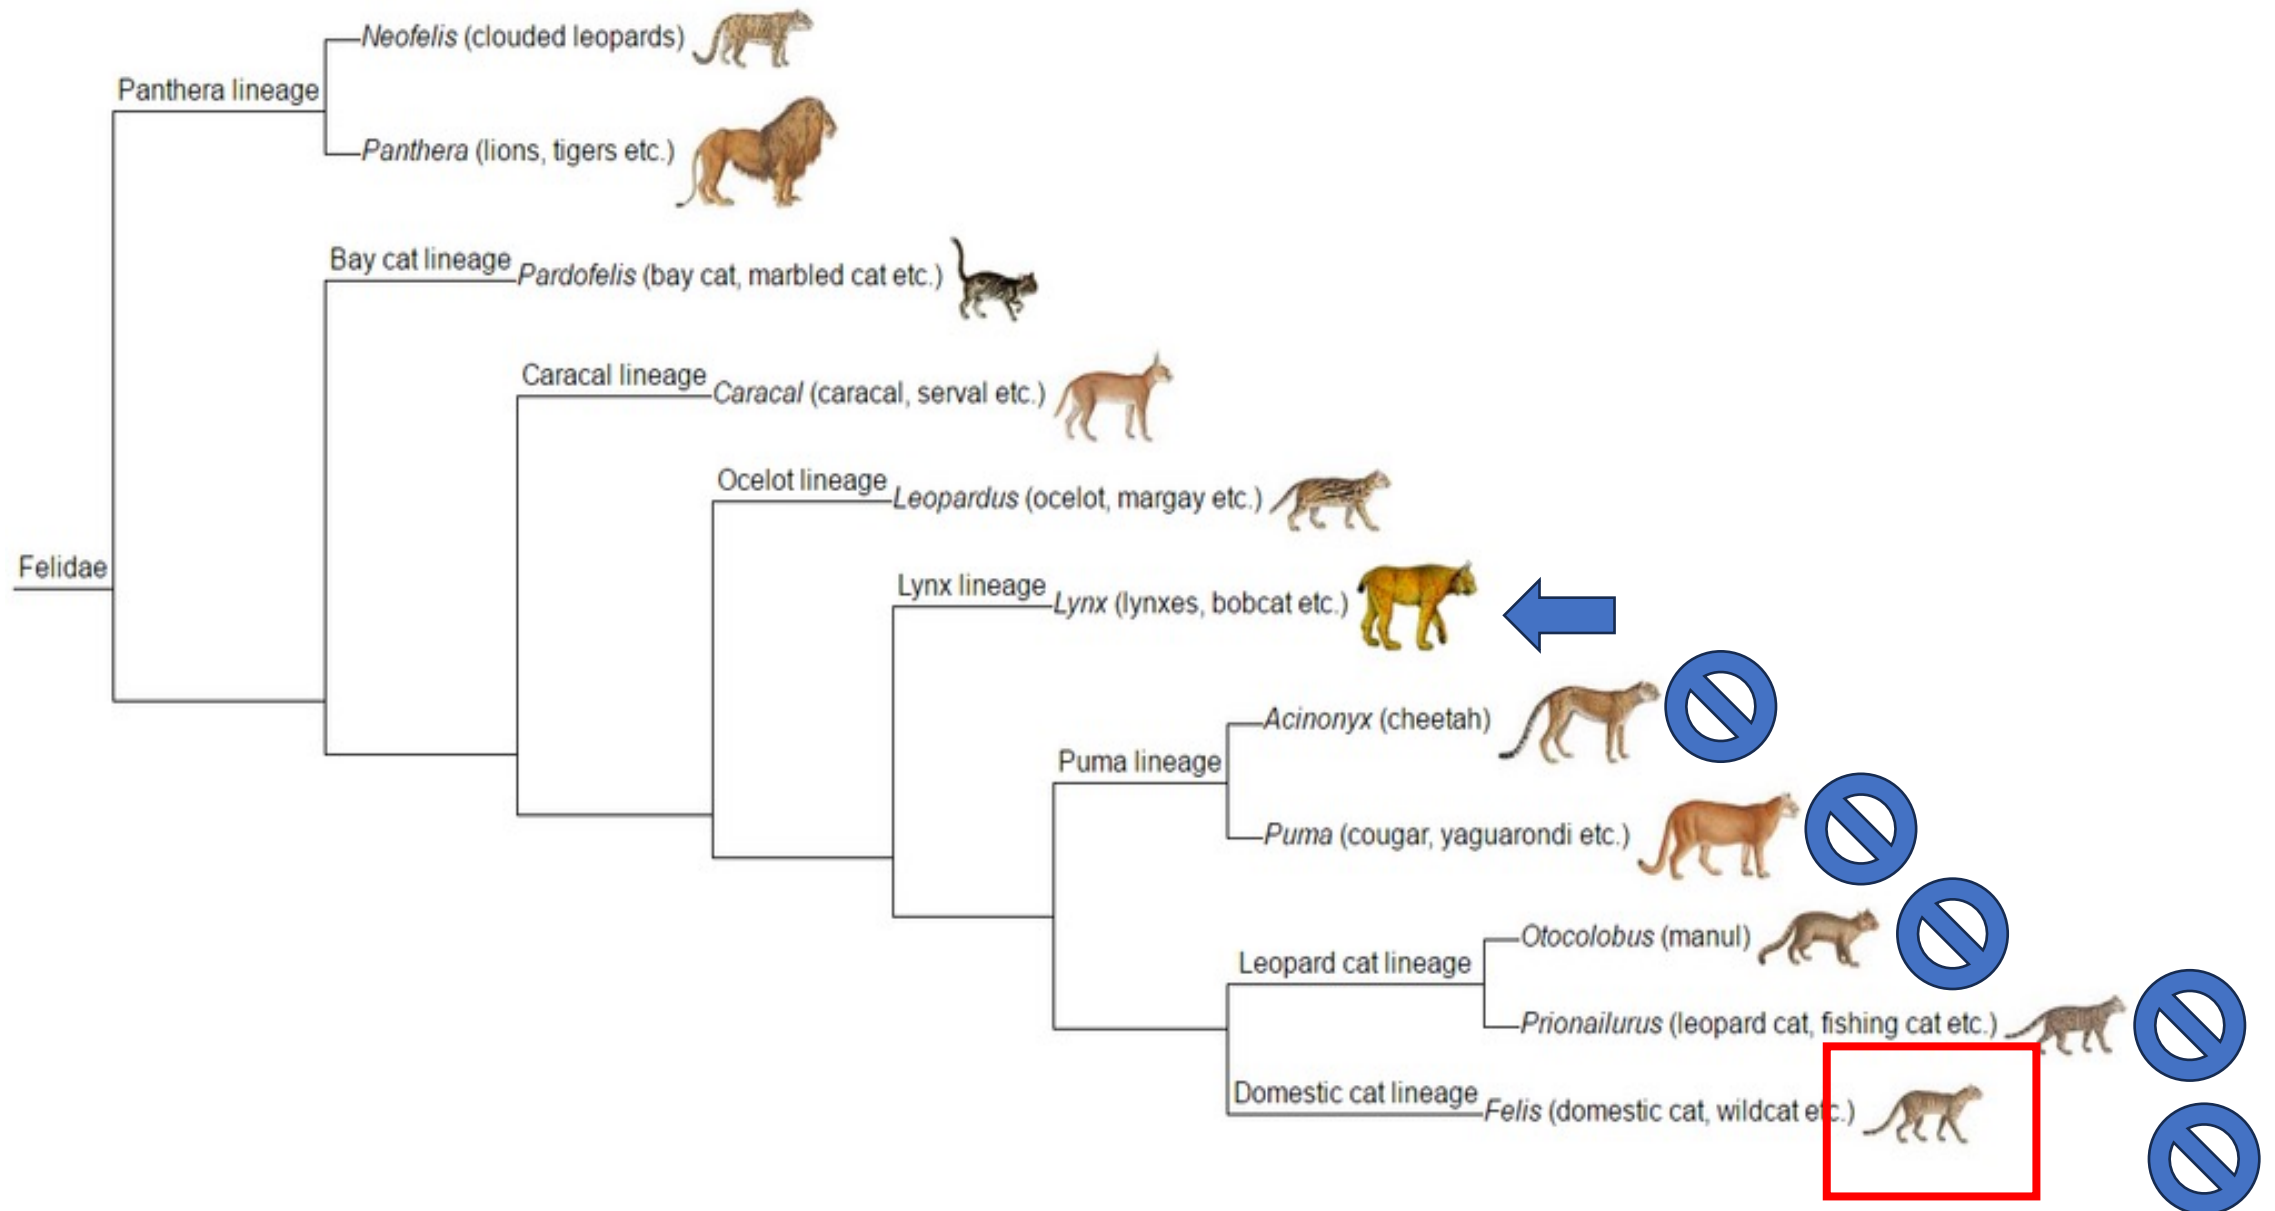 Neofelis (clouded leopards)
Panthera lineage
Panthera (lions, tigers etc.)
Bay cat lineage
Pardofelis (bay cat, marbled cat etc.)
Caracal lineage
Caracal (caracal, serval etc.)
Ocelot lineage
Leopardus (ocelot, margay etc.)
Felidae
Lynx lineage
Lynx (lynxes, bobcat etc.)
Acinonyx (cheetah)
Puma lineage
Puma (cougar, yaguarondi etc.)
Otocolobus (manul)
Leopard cat lineage
Prionailurus (leopard cat, fishing cat etc.)
Domestic cat lineage
Felis (domestic cat, wildcat etc.)